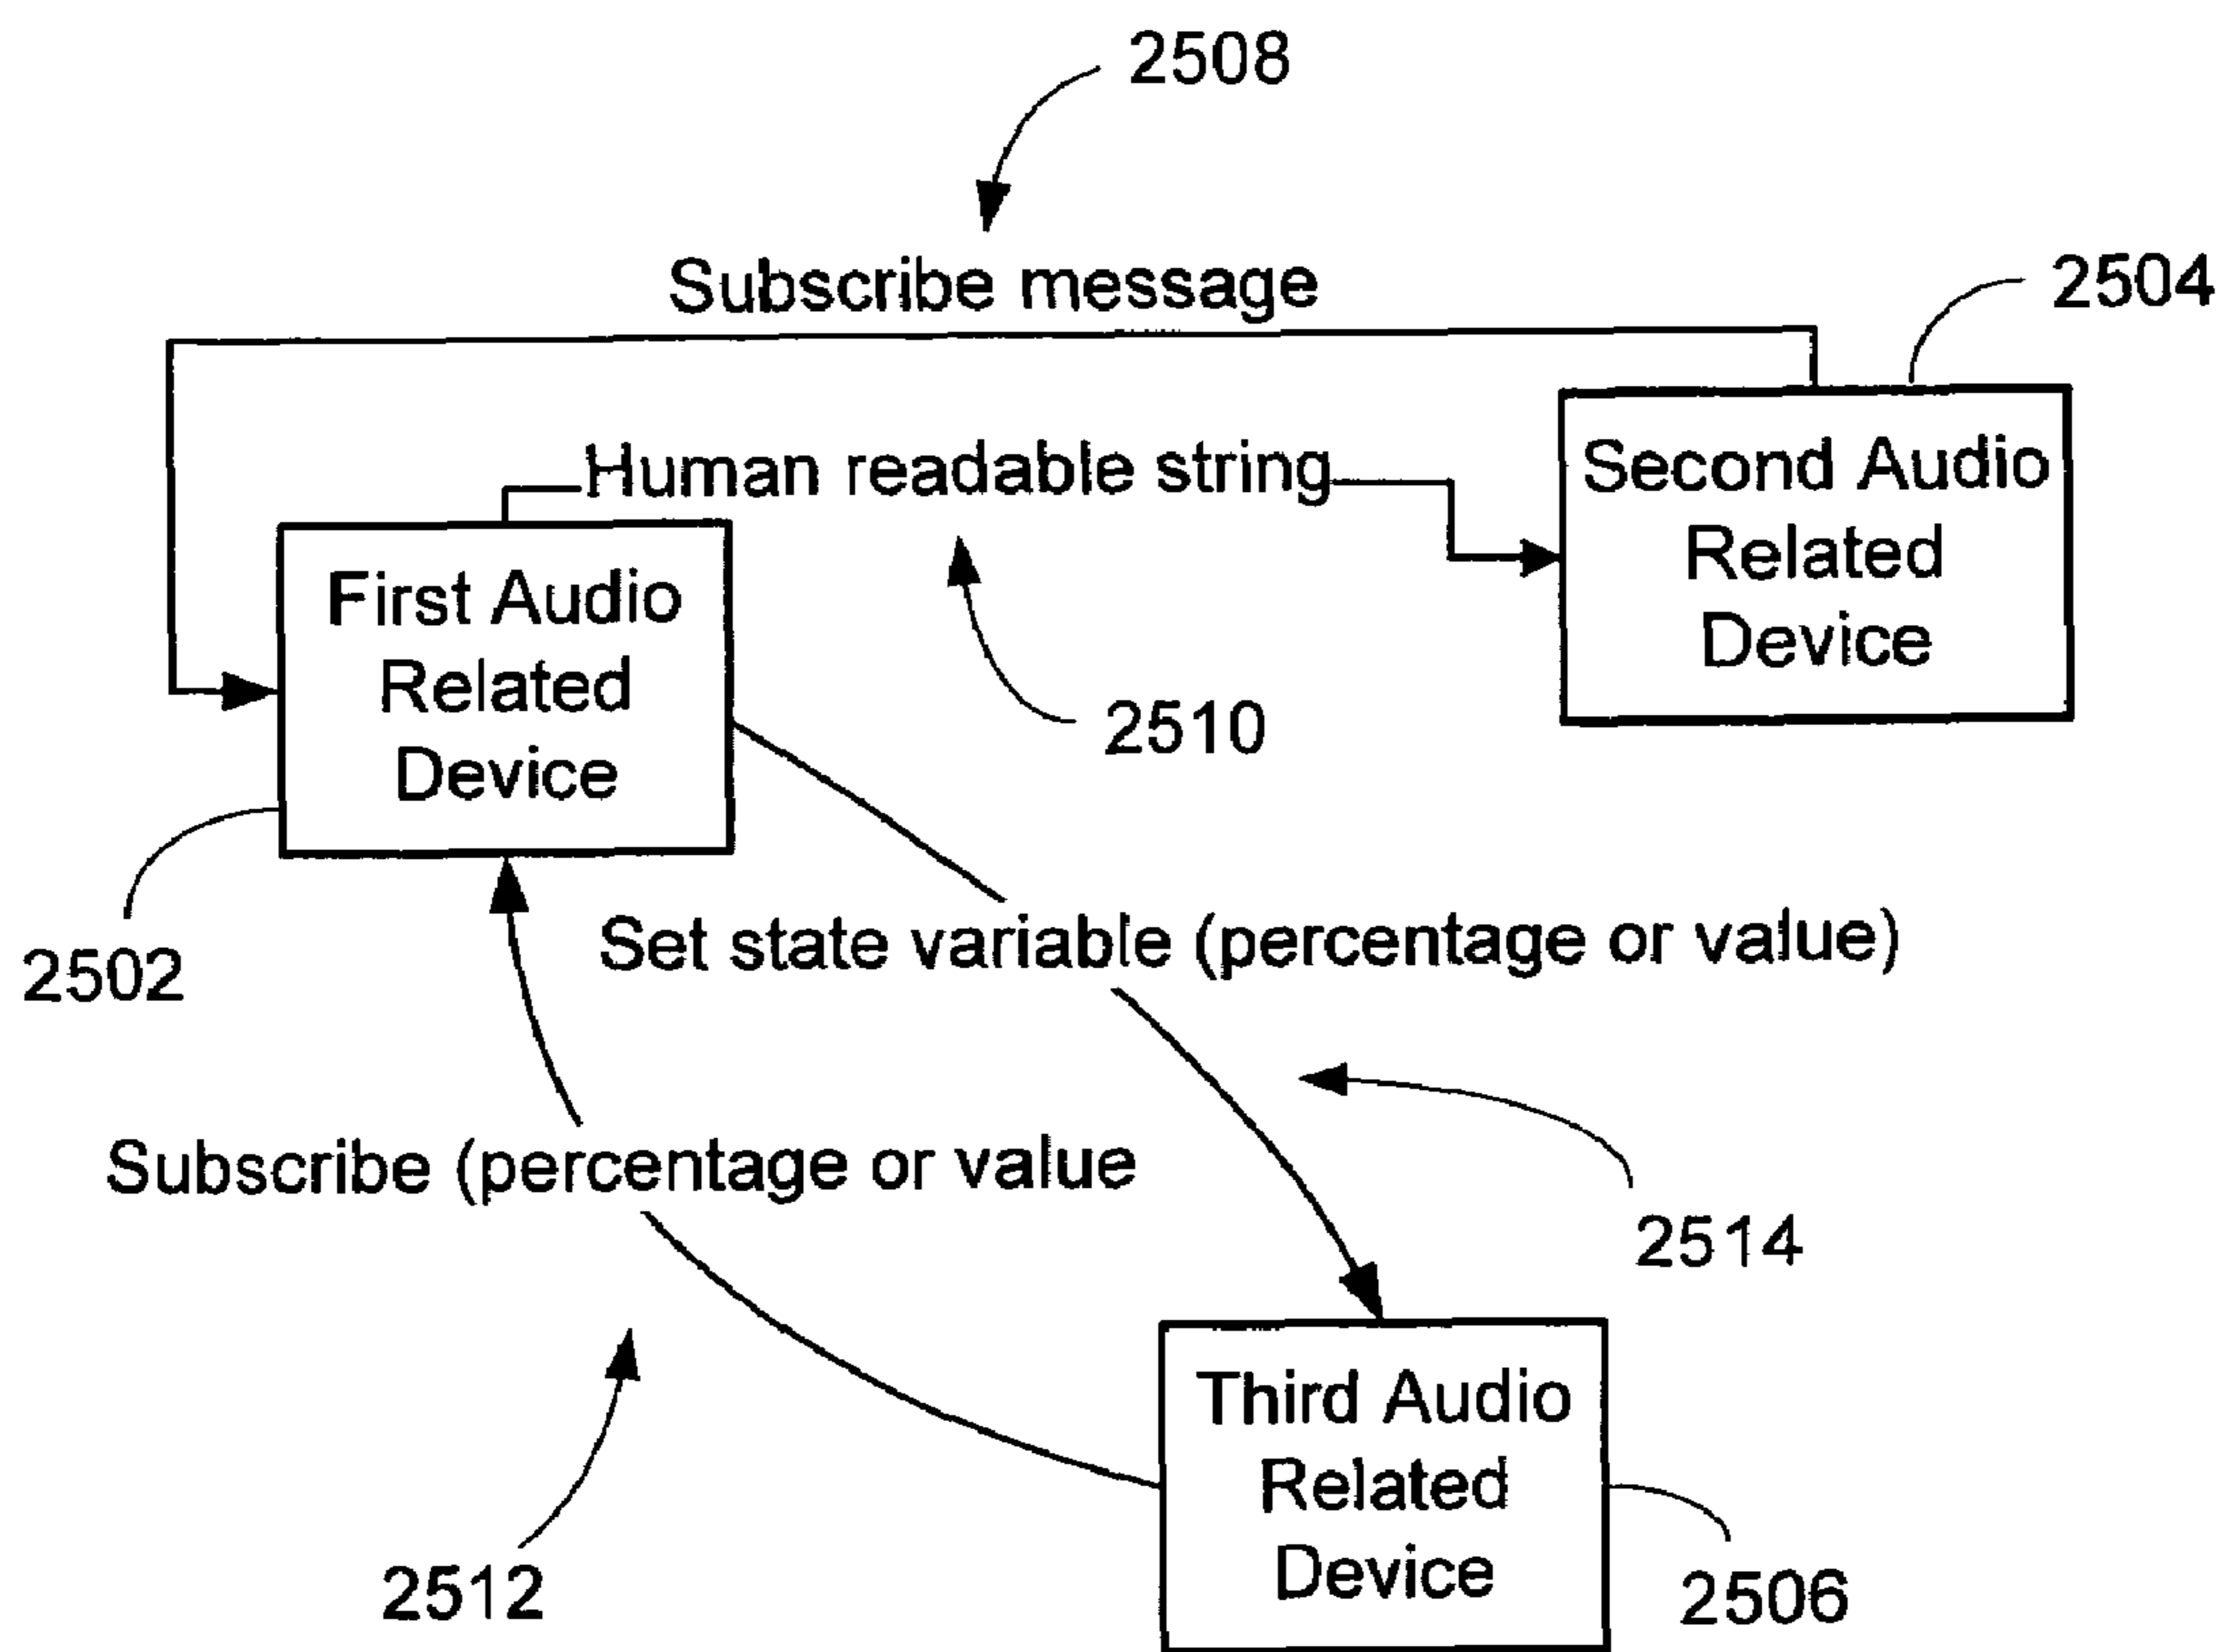 2508
Subscribe message
2504
Human readable string
Second Audio
Related
Device
First Audio
Related
Device
2510
2502
Set state variable (percentage or value)
Subscribe (percentage or value
2514
Third Audio
Related
Device
2512
2506